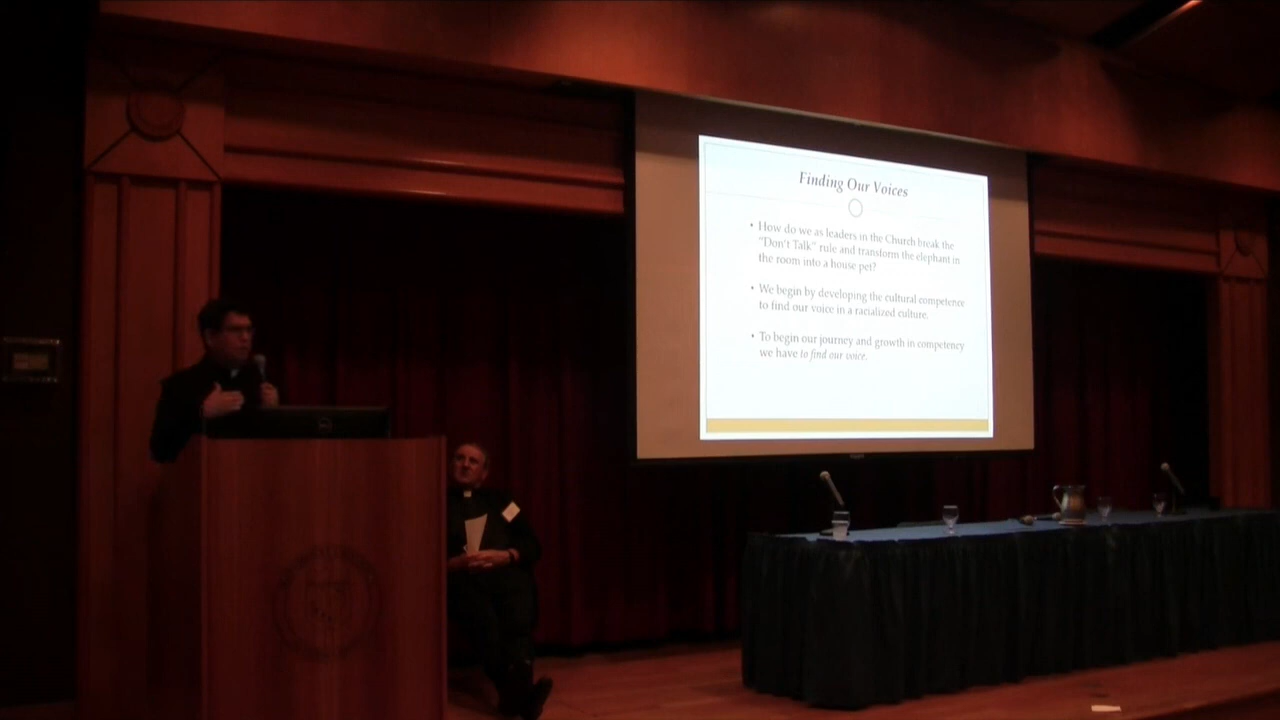 Finding Our Voices
• How do we as leaders in the Church break the
"Don't Talk" rule and transform the elephant in
the room into a house pet?
• We begin by developing the cultural competence
to find our voice in a racialized culture.
• To begin our journey and growth in competency
we have to find our voice.